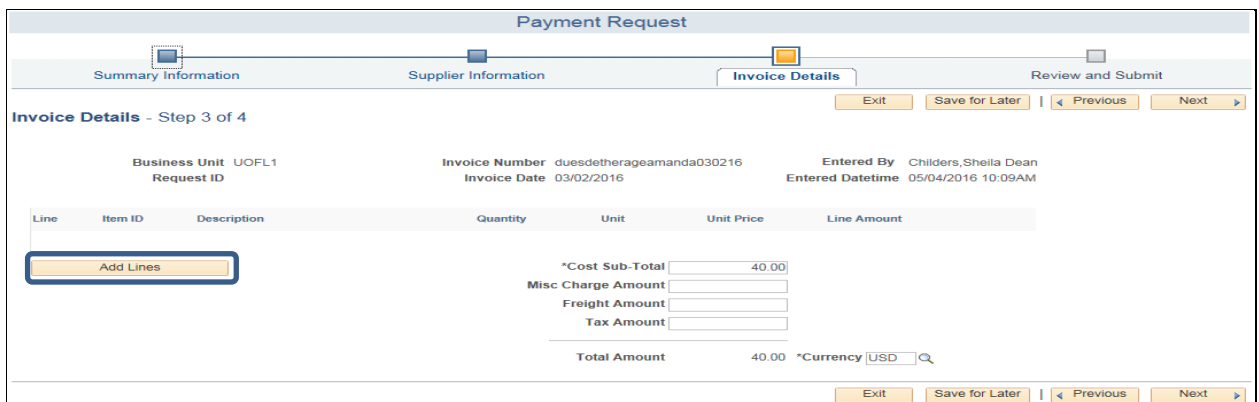 Payment Request
Summary Information Supplier Information Invoice Details Review and Submit
Exit Save for Later | Previous Next
Invoice Details - Step 3 of 4
Business Unit UOFL1 Invoice Number duesdetherageamanda030216 Entered By Childers,Sheila Dean
Request ID Invoice Date 03/02/2016 Entered Datetime 05/04/2016 10:09AM
Line Item ID Description Quantity Unit Unit Price Line Amount
Add Lines *Cost Sub-Total 40.00
Misc Charge Amount
Freight Amount
Tax Amount
Total Amount 40.00 *Currency USD
Exit Save for Later | Previous Next